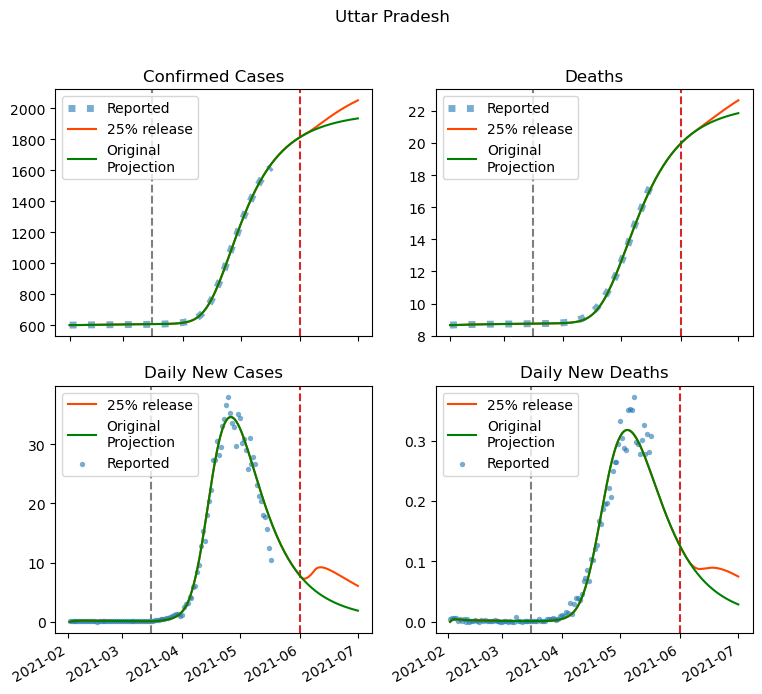 Uttar Pradesh
Confirmed Cases
Reported
25% release
Original
Projection
2000
1800
1600
1400
1200
1000
800
600
Deaths
Reported
25% release
Original
Projection
22
20
18
16
14
12
10
8
Daily New Cases
25% release
Original
Projection
Reported
30
20
10
0
2021-02
2021-03
2021-04
2021-05
2021-06
2021-07
Daily New Deaths
25% release
Original
Projection
Reported
0.3
0.2
0.1
0.0
2021-02
2021-03
2021-04
2021-05
2021-06
2021-07